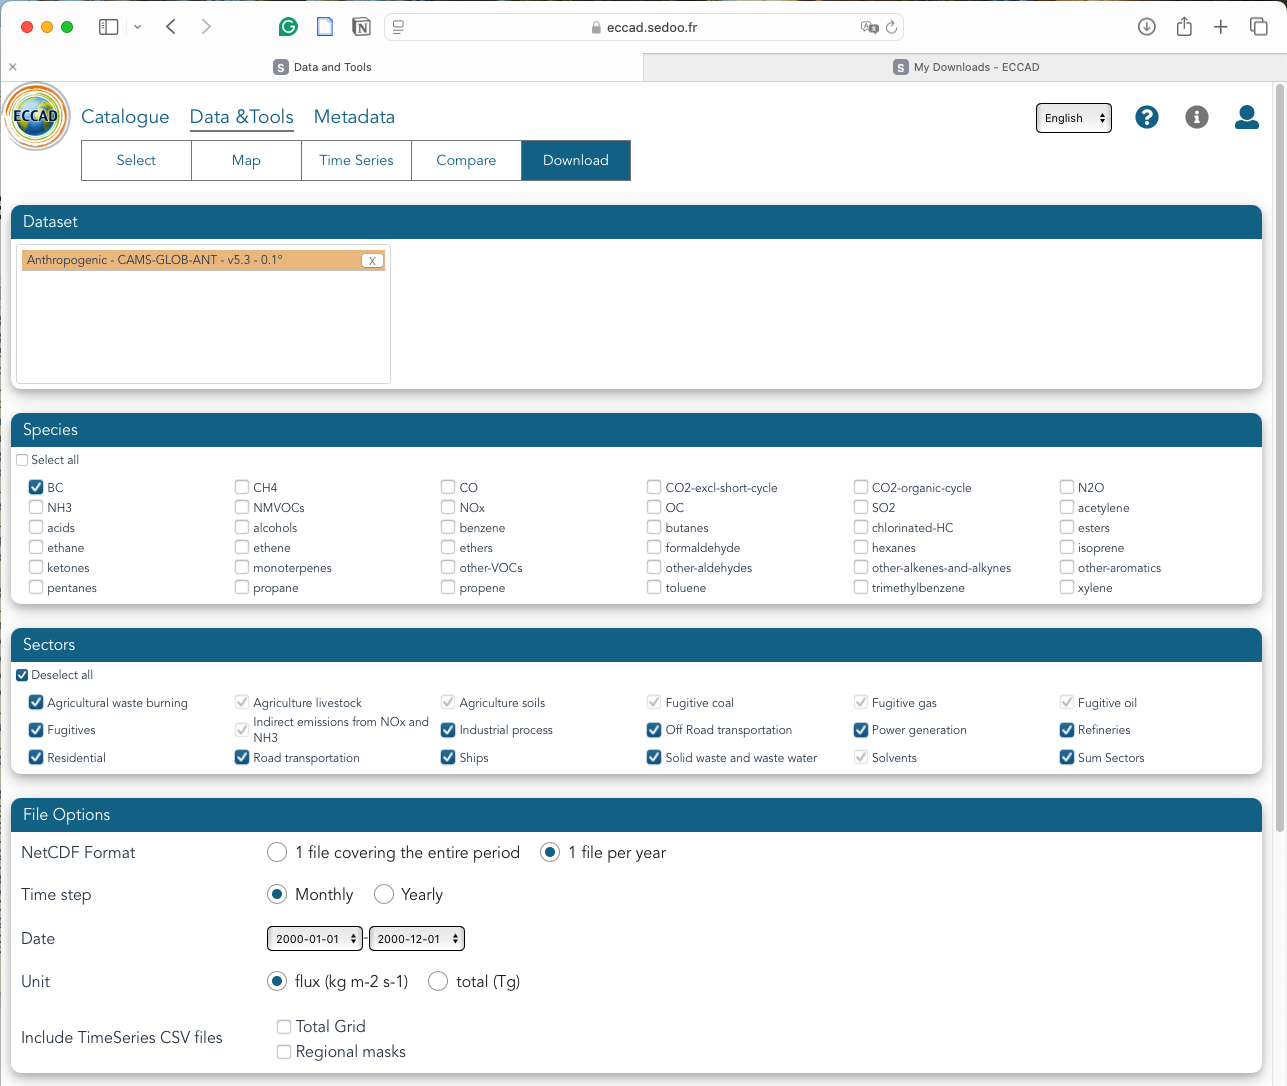 eccad.sedoo.fr
S Data and Tools
S My Downloads – ECCAD
ECCAD
Catalogue Data &Tools Metadata
English
Select Map Time Series Compare Download
Dataset
Anthropogenic - CAMS-GLOB-ANT - v5.3 - 0.1° x
Species
Select all
BC CH4 CO CO2-excl-short-cycle CO2-organic-cycle N2O
NH3 NMVOCs NOx OC SO2 acetylene
acids alcohols benzene butanes chlorinated-HC esters
ethane ethene ethers formaldehyde hexanes isoprene
ketones monoterpenes other-VOCs other-aldehydes other-alkenes-and-alkynes other-aromatics
pentanes propane propene toluene trimethylbenzene xylene
Sectors
Deselect all
Agricultural waste burning Agriculture livestock Agriculture soils Fugitive coal Fugitive gas Fugitive oil
Fugitives Indirect emissions from NOx and NH3 Industrial process Off Road transportation Power generation Refineries
Residential Road transportation Ships Solid waste and waste water Solvents Sum Sectors
File Options
NetCDF Format 1 file covering the entire period 1 file per year
Time step Monthly Yearly
Date 2000-01-01 - 2000-12-01
Unit flux (kg m-2 s-1) total (Tg)
Include TimeSeries CSV files Total Grid
Regional masks